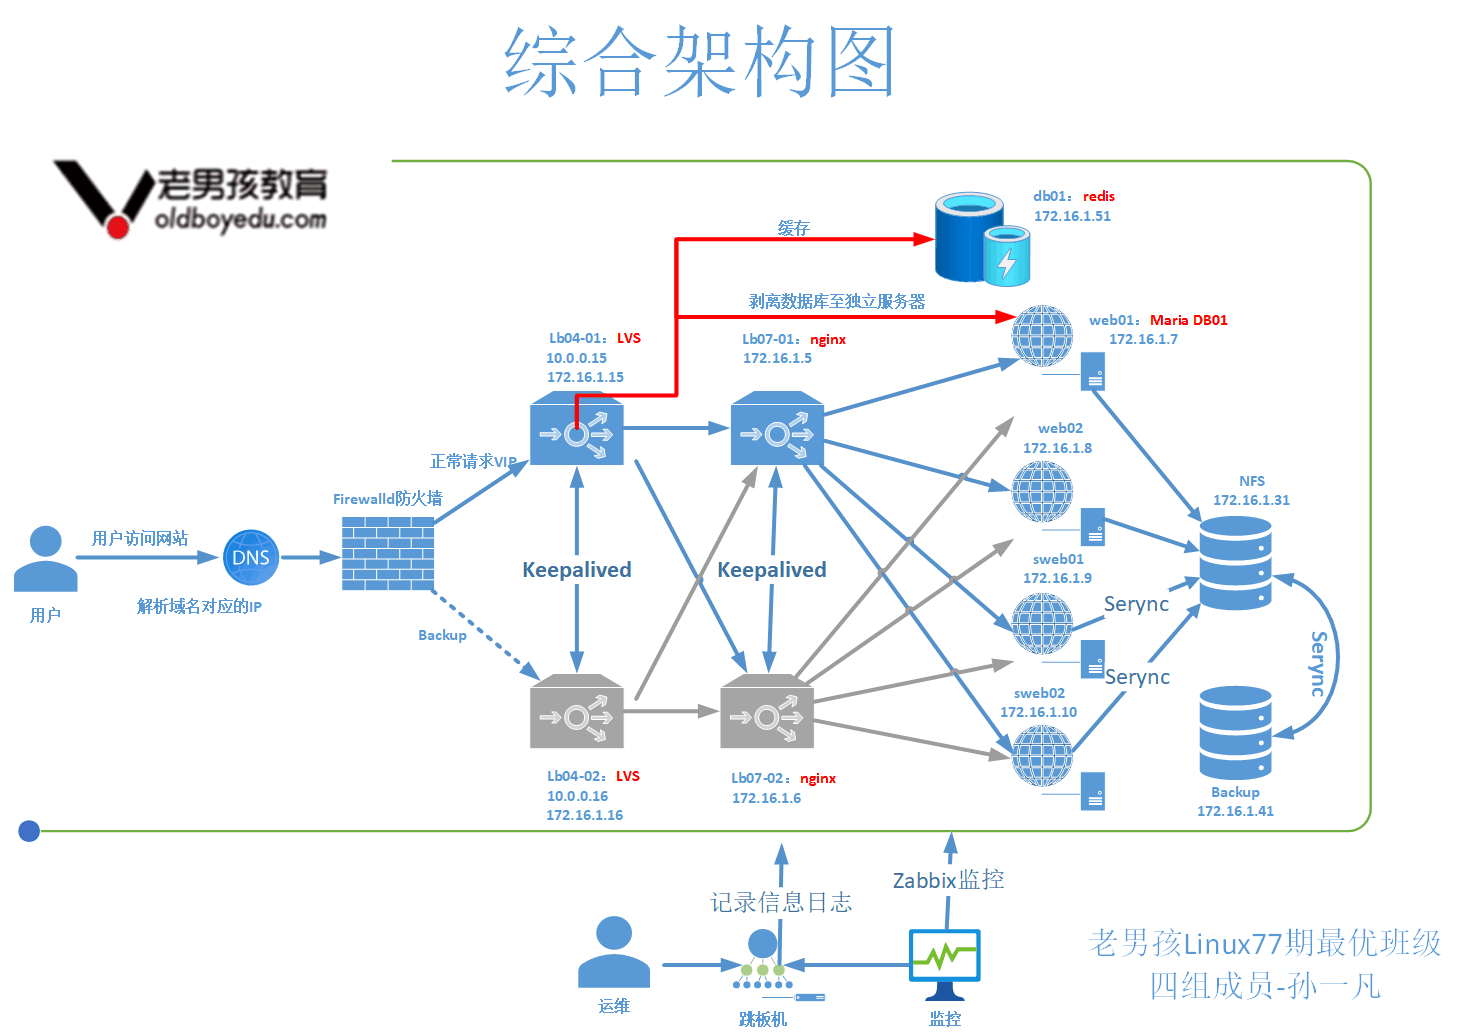 综合架构图
老男孩教育
oldboyedu.com
db01：redis
172.16.1.51
缓存
剥离数据库至独立服务器
web01：Maria DB01
172.16.1.7
Lb04-01：LVS
10.0.0.15
172.16.1.15
Lb07-01：nginx
172.16.1.5
web02
172.16.1.8
正常请求VIP
NFS
172.16.1.31
Firewalld防火墙
用户访问网站
DNS
解析域名对应的IP
用户
Keepalived
Keepalived
sweb01
172.16.1.9
Serync
Backup
Serync
Serync
sweb02
172.16.1.10
Lb04-02：LVS
10.0.0.16
172.16.1.16
Lb07-02：nginx
172.16.1.6
Backup
172.16.1.41
记录信息日志
Zabbix监控
运维
跳板机
监控
老男孩Linux77期最优班级
四组成员-孙一凡